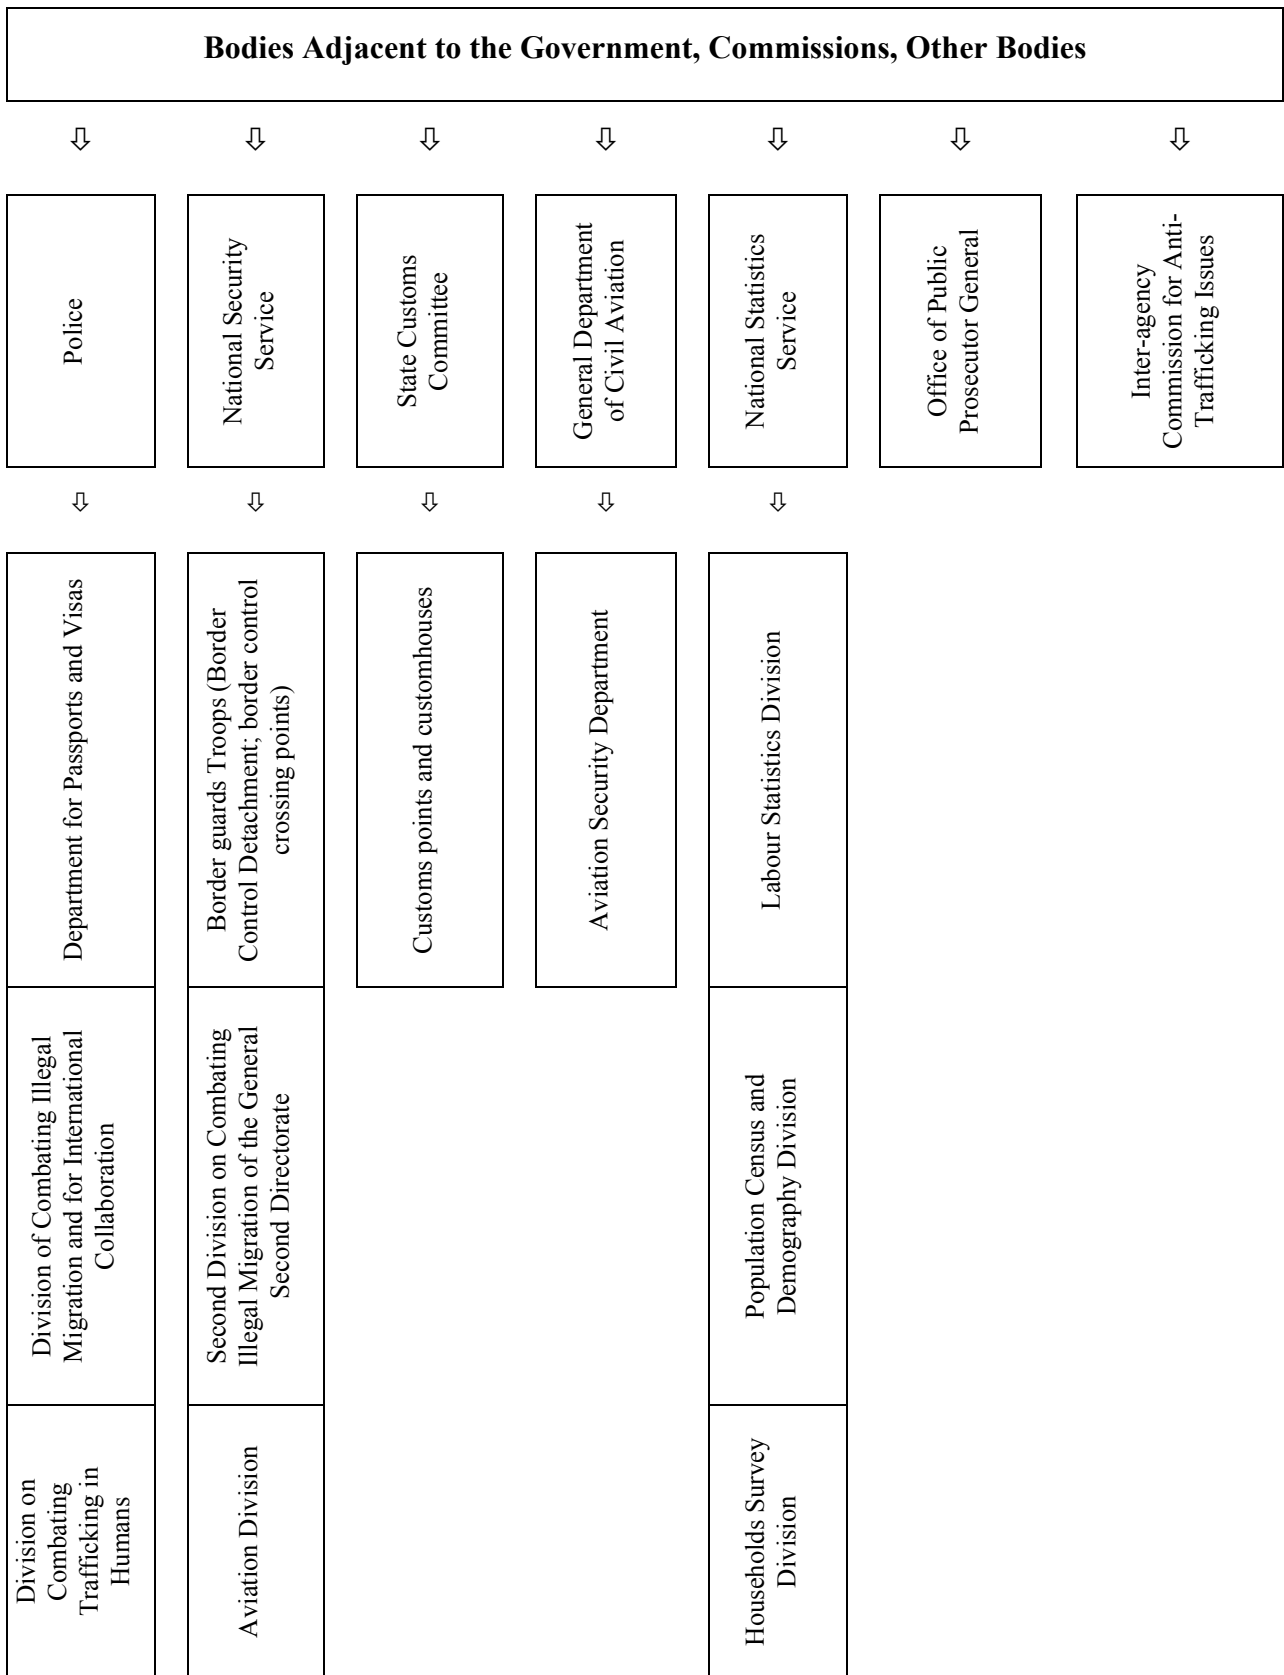 Bodies Adjacent to the Government, Commissions, Other Bodies
Police
National Security
Service
State Customs
Committee
General Department
of Civil Aviation
National Statistics
Service
Office of Public
Prosecutor General
Inter-agency
Commission for Anti-
Trafficking Issues
Department for Passports and Visas
Border guards Troops (Border
Control Detachment; border control
crossing points)
Customs points and customhouses
Aviation Security Department
Labour Statistics Division
Division of Combating Illegal
Migration and for International
Collaboration
Second Division on Combating
Illegal Migration of the General
Second Directorate
Population Census and
Demography Division
Division on
Combating
Trafficking in
Humans
Aviation Division
Households Survey
Division